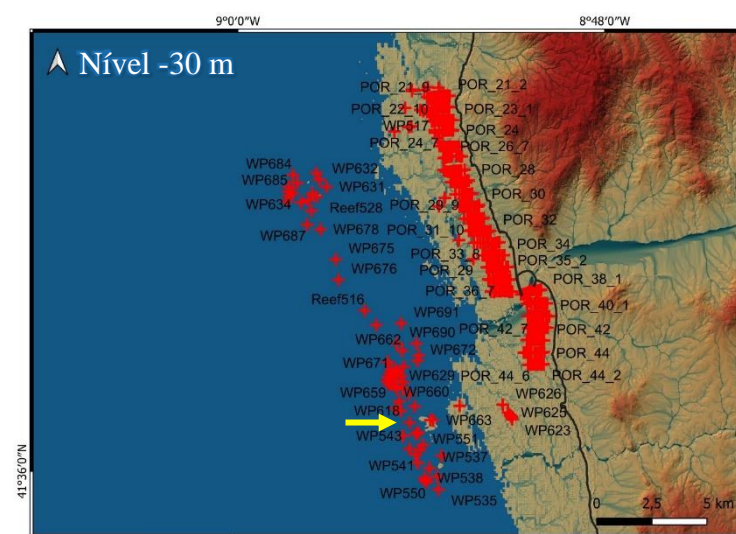 9°0'0"W
8°48'0"W
Nível -30 m
POR_21_9
POR_21_2
POR_22_10
POR_23_1
WP517
POR_24
POR_24_7
POR_26_7
WP684
WP632
POR_28
WP685
WP631
POR_30
WP634
Reef528
POR_29_9
POR_32
WP687
WP678
POR_31_10
POR_34
WP675
POR_33_8
POR_35_2
WP676
POR_29
POR_38_1
POR_36_7
Reef516
POR_40_1
WP691
WP690
POR_42_7
POR_42
WP662
WP672
POR_44
WP671
WP629
POR_44_6
POR_44_2
WP659
WP660
WP626
WP618
WP663
WP625
WP543
WP551
WP623
WP541
WP537
WP538
WP550
WP535
41°36'0"N
0 2,5 5 km